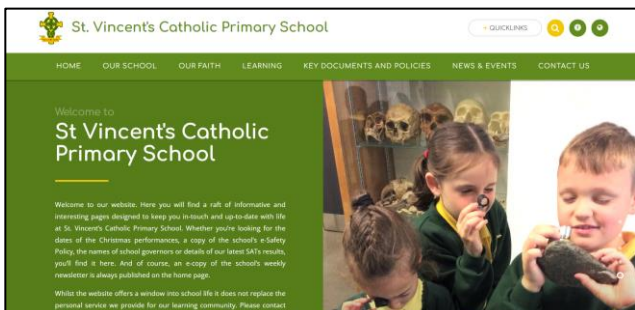 St. Vincent's Catholic Primary School
+ QUICKLINKS
HOME OUR SCHOOL OUR FAITH LEARNING KEY DOCUMENTS AND POLICIES NEWS & EVENTS CONTACT US
Welcome to
St Vincent's Catholic
Primary School
Welcome to our website. Here you will find a raft of informative and
interesting pages designed to keep you in-touch and up-to-date with life
at St. Vincent's Catholic Primary School. Whether you're looking for the
dates of the Christmas performances, a copy of the school's e-Safety
Policy, the names of school governors or details of our latest SATs results,
you'll find it here. And of course, an e-copy of the school's weekly
newsletter is always published on the home page.
Whilst the website offers a window into school life it does not replace the
personal service we provide for our learning community. Please contact